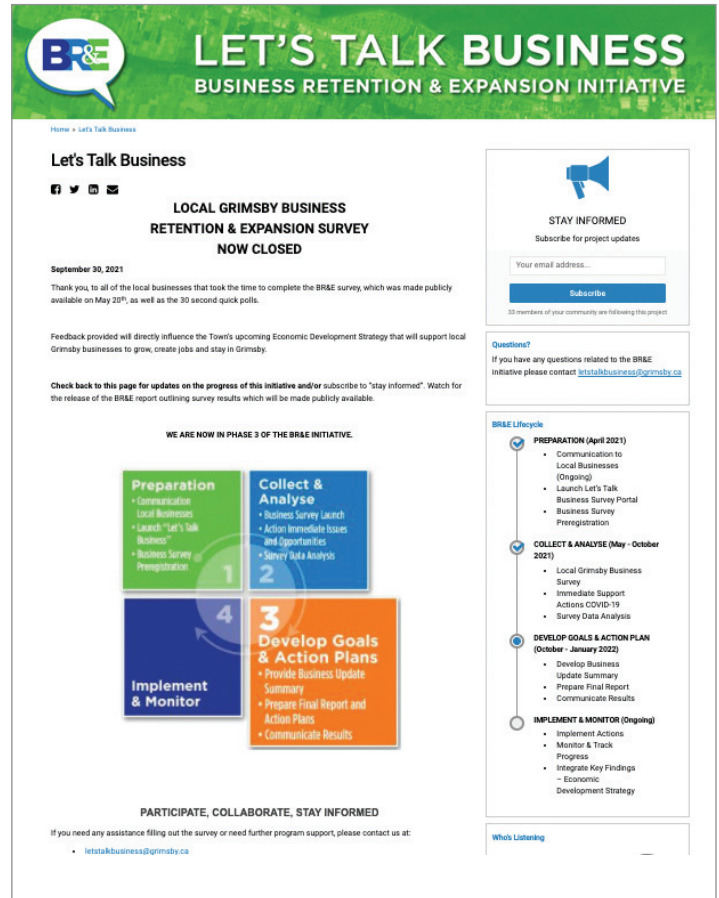 BR&E
LET'S TALK BUSINESS
BUSINESS RETENTION & EXPANSION INITIATIVE
Home » Let's Talk Business
Let's Talk Business
LOCAL GRIMSBY BUSINESS
RETENTION & EXPANSION SURVEY
NOW CLOSED
September 30, 2021
Thank you, to all of the local businesses that took the time to complete the BR&E survey, which was made publicly
available on May 20th, as well as the 30 second quick polls.
Feedback provided will directly influence the Town's upcoming Economic Development Strategy that will support local
Grimsby businesses to grow, create jobs and stay in Grimsby.
Check back to this page for updates on the progress of this initiative and/or subscribe to "stay informed". Watch for
the release of the BR&E report outlining survey results which will be made publicly available.
WE ARE NOW IN PHASE 3 OF THE BR&E INITIATIVE.
Preparation
• Communication
Local Businesses
• Launch "Let's Talk
Business"
• Business Survey
Preregistration
1
Collect &
Analyse
• Business Survey Launch
• Action Immediate Issues
and Opportunities
• Survey Data Analysis
2
4
Implement
& Monitor
3
Develop Goals
& Action Plans
• Provide Business Update
Summary
• Prepare Final Report and
Action Plans
• Communicate Results
PARTICIPATE, COLLABORATE, STAY INFORMED
If you need any assistance filling out the survey or need further program support, please contact us at:
• letstalkbusiness@grimsby.ca
STAY INFORMED
Subscribe for project updates
Your email address...
Subscribe
33 members of your community are following this project
Questions?
If you have any questions related to the BR&E
initiative please contact letstalkbusiness@grimsby.ca
BR&E Lifecycle
PREPARATION (April 2021)
• Communication to
Local Businesses
(Ongoing)
• Launch Let's Talk
Business Survey Portal
• Business Survey
Preregistration
COLLECT & ANALYSE (May - October
2021)
• Local Grimsby Business
Survey
• Immediate Support
Actions COVID-19
• Survey Data Analysis
DEVELOP GOALS & ACTION PLAN
(October - January 2022)
• Develop Business
Update Summary
• Prepare Final Report
• Communicate Results
IMPLEMENT & MONITOR (Ongoing)
• Implement Actions
• Monitor & Track
Progress
• Integrate Key Findings
– Economic
Development Strategy
Who's Listening